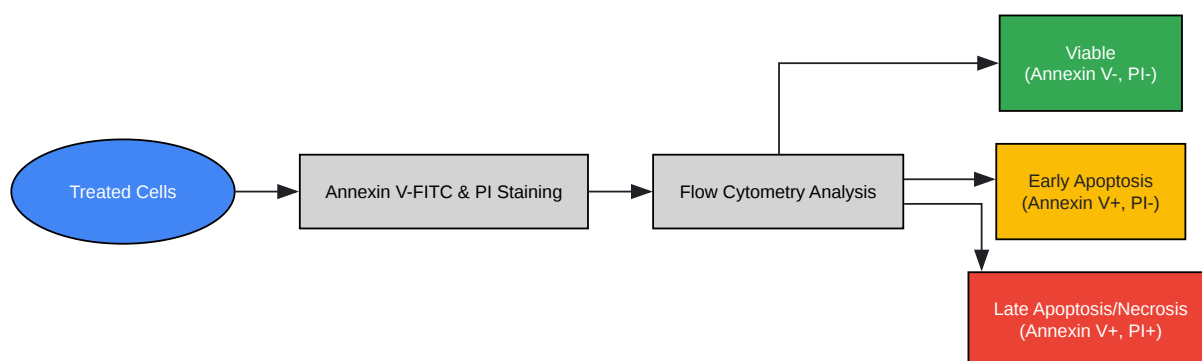 Treated Cells
Annexin V-FITC & PI Staining
Flow Cytometry Analysis
Viable
(Annexin V-, PI-)
Early Apoptosis
(Annexin V+, PI-)
Late Apoptosis/Necrosis
(Annexin V+, PI+)